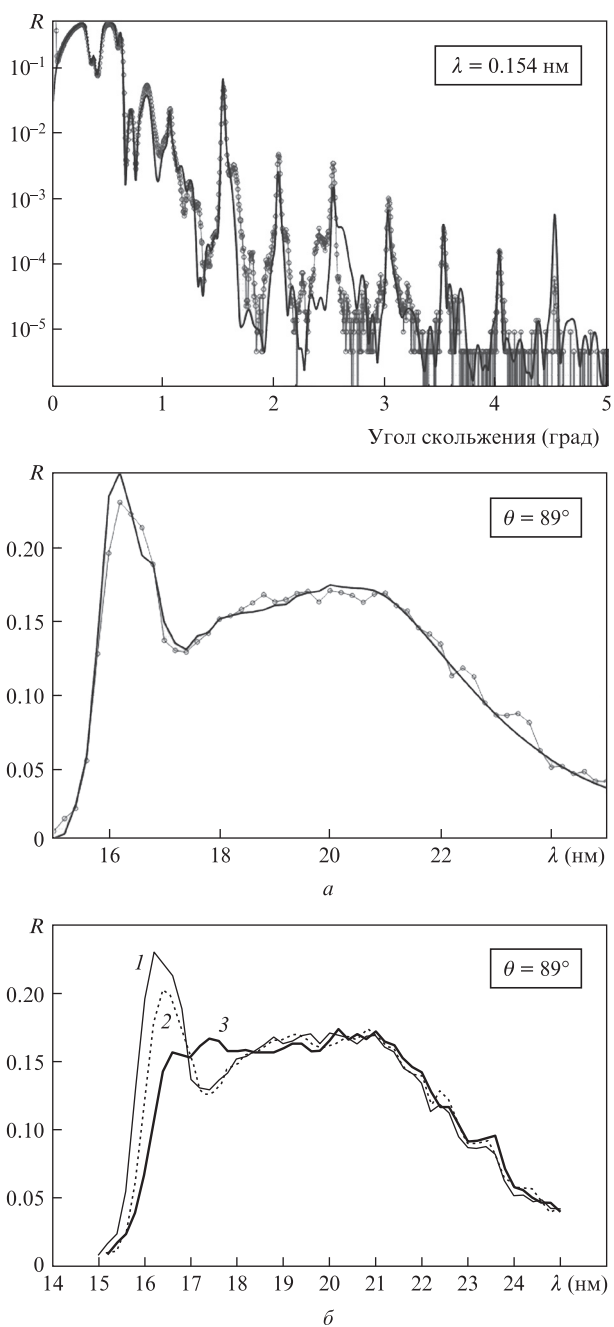 R
10⁻¹
λ = 0.154 нм
10⁻²
10⁻³
10⁻⁴
10⁻⁵
0 1 2 3 4 5
Угол скольжения (град)
R
θ = 89°
0.20
0.15
0.10
0.05
0
16 18 20 22 λ (нм)
а
R
1
θ = 89°
0.20
2
3
0.15
0.10
0.05
0
14 15 16 17 18 19 20 21 22 23 24 λ (нм)
б